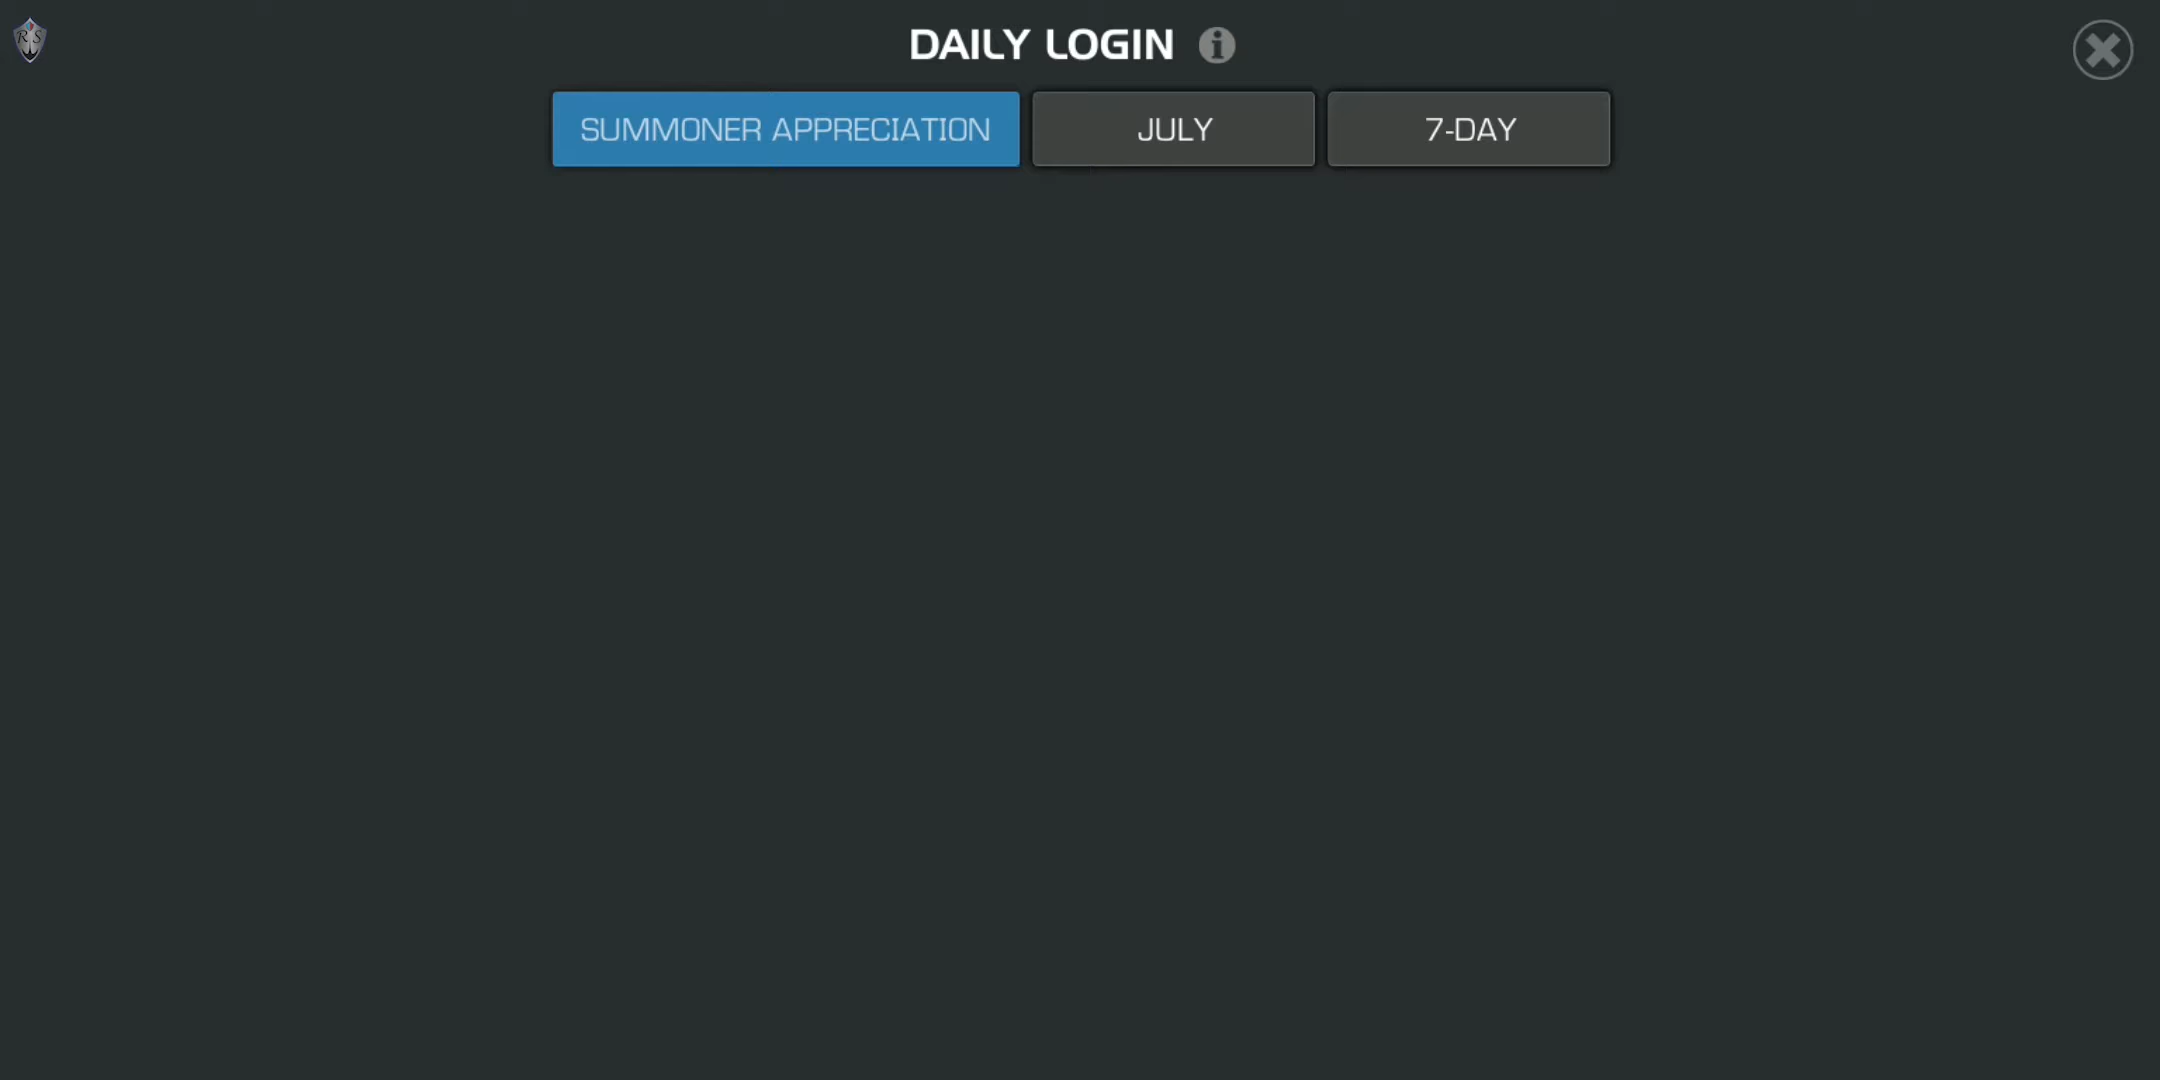 R S
DAILY LOGIN
SUMMONER APPRECIATION
JULY
7-DAY